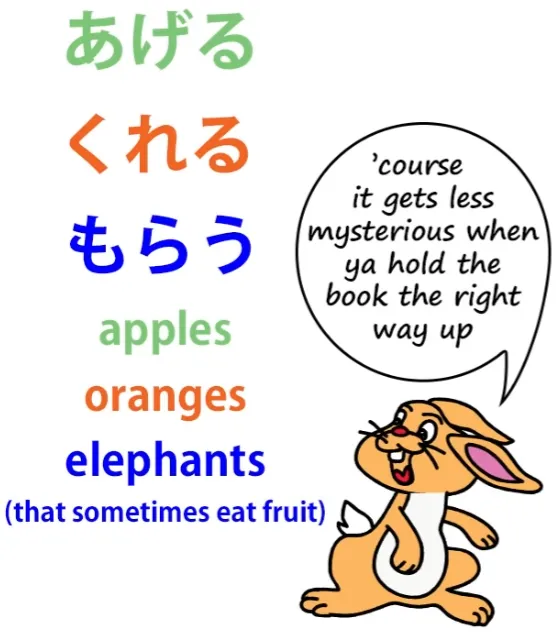 あげる
くれる
もらう
apples
oranges
elephants
(that sometimes eat fruit)
’course
it gets less
mysterious when
ya hold the
book the right
way up